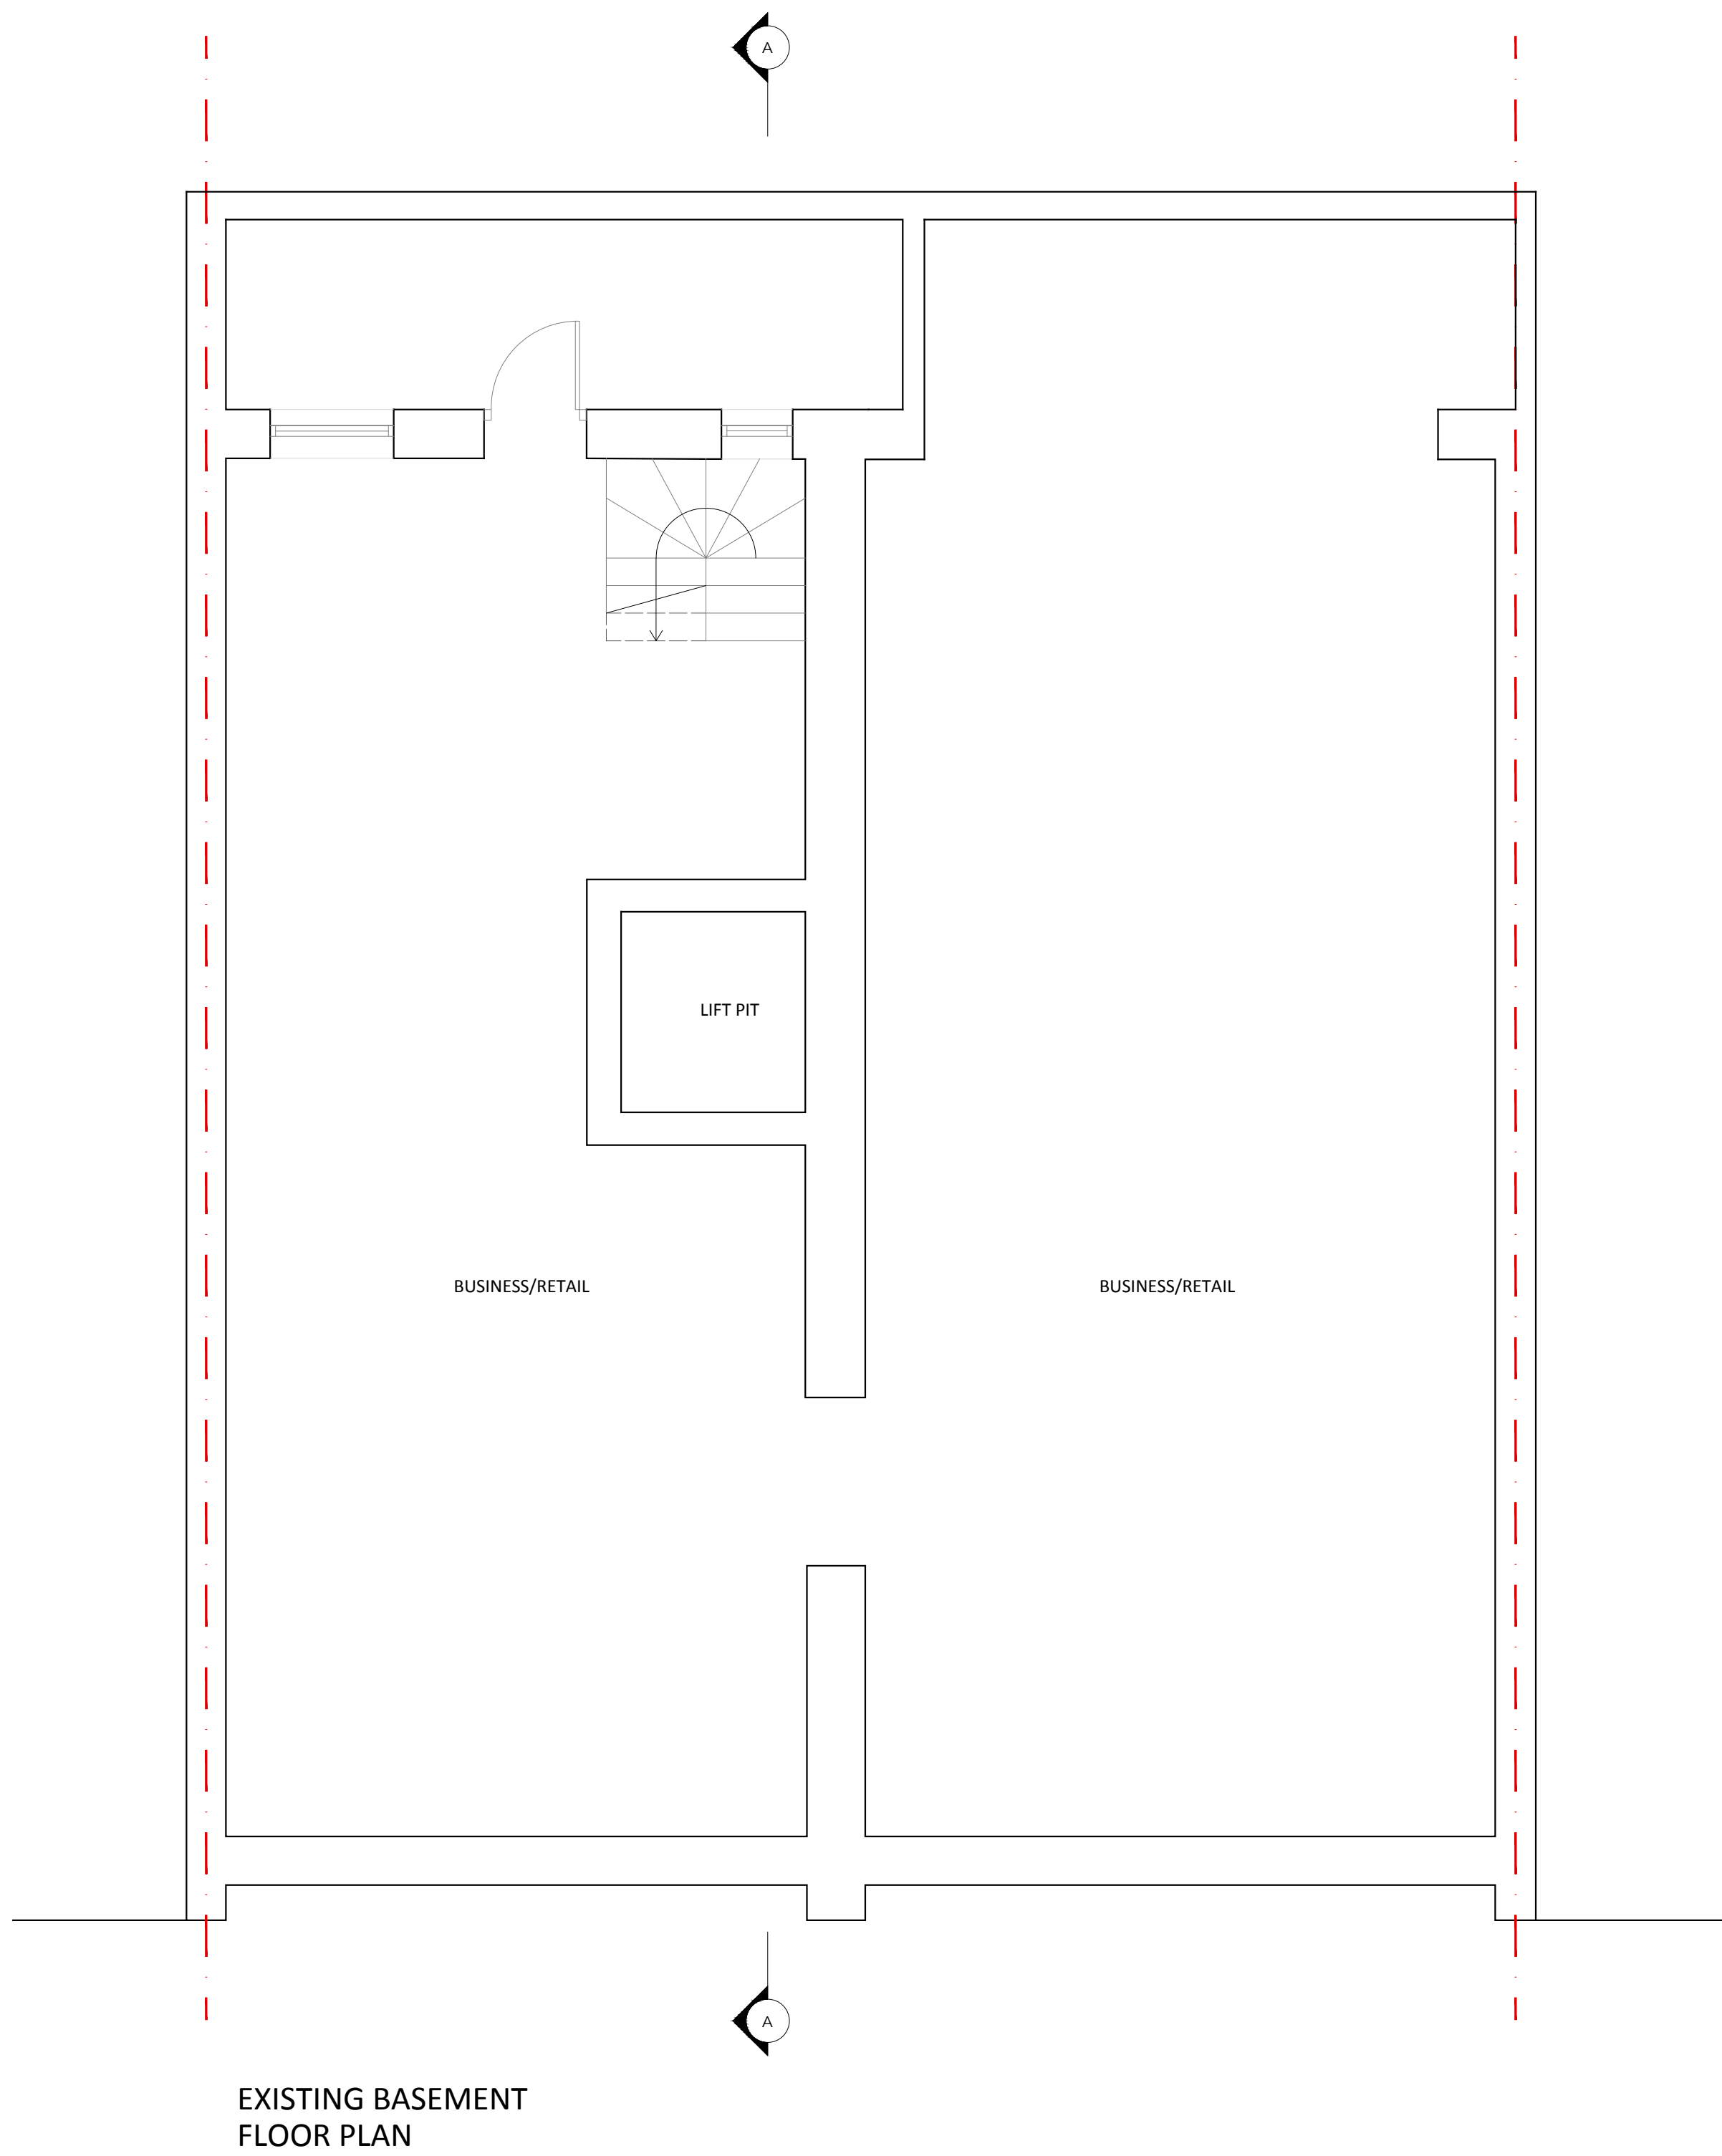 A
LIFT PIT
BUSINESS/RETAIL
BUSINESS/RETAIL
A
EXISTING BASEMENT
FLOOR PLAN